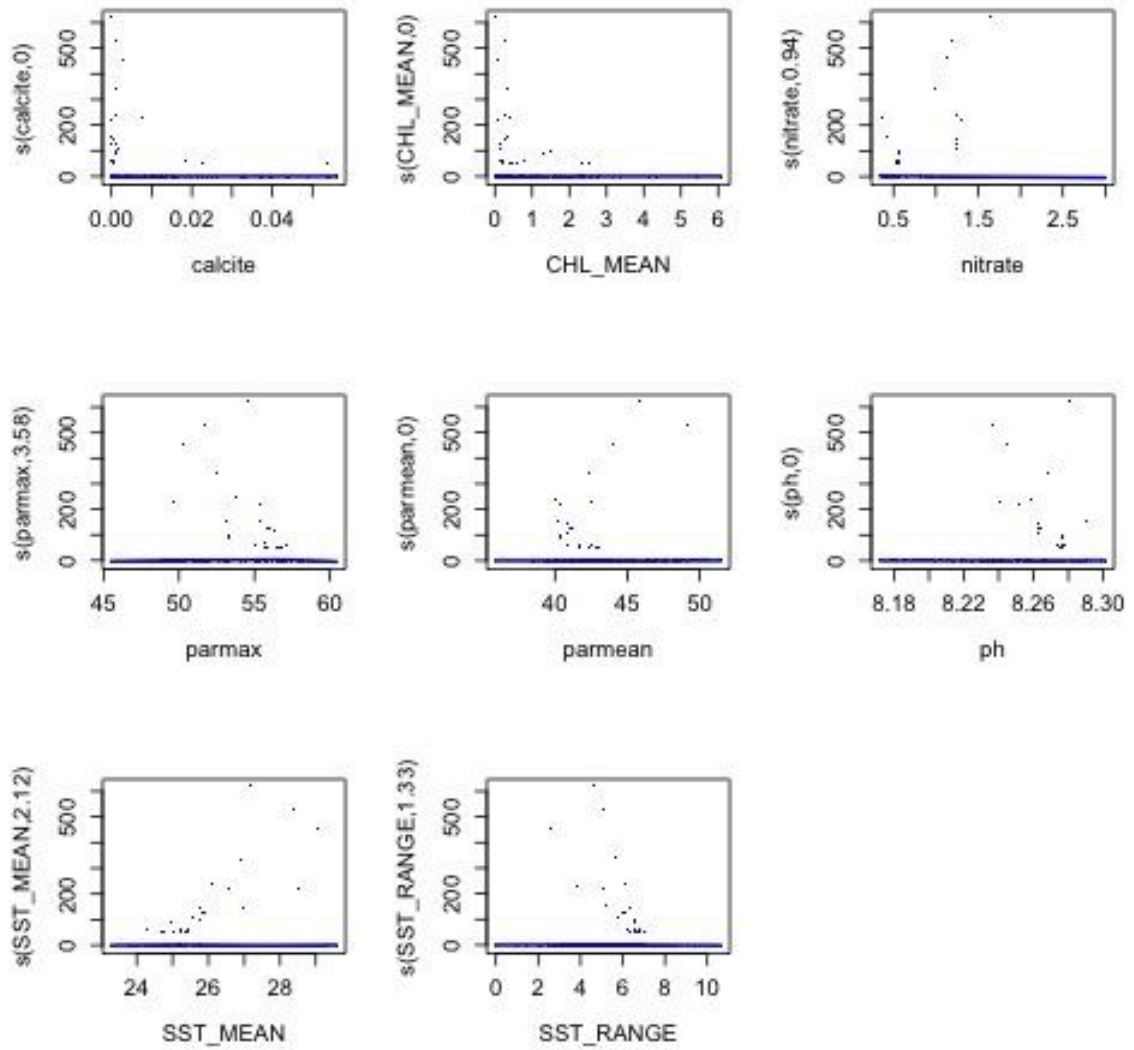 s(calcite,0)
500
200
0
0.00 0.02 0.04
calcite
s(CHL_MEAN,0)
500
200
0
0 1 2 3 4 5 6
CHL_MEAN
s(nitrate,0.94)
500
200
0
0.5 1.5 2.5
nitrate
s(parmax,3.58)
500
200
0
45 50 55 60
parmax
s(parmean,0)
500
200
0
40 45 50
parmean
s(ph,0)
500
200
0
8.18 8.22 8.26 8.30
ph
s(SST_MEAN,2.12)
500
200
0
24 26 28
SST_MEAN
s(SST_RANGE,1.33)
500
200
0
0 2 4 6 8 10
SST_RANGE